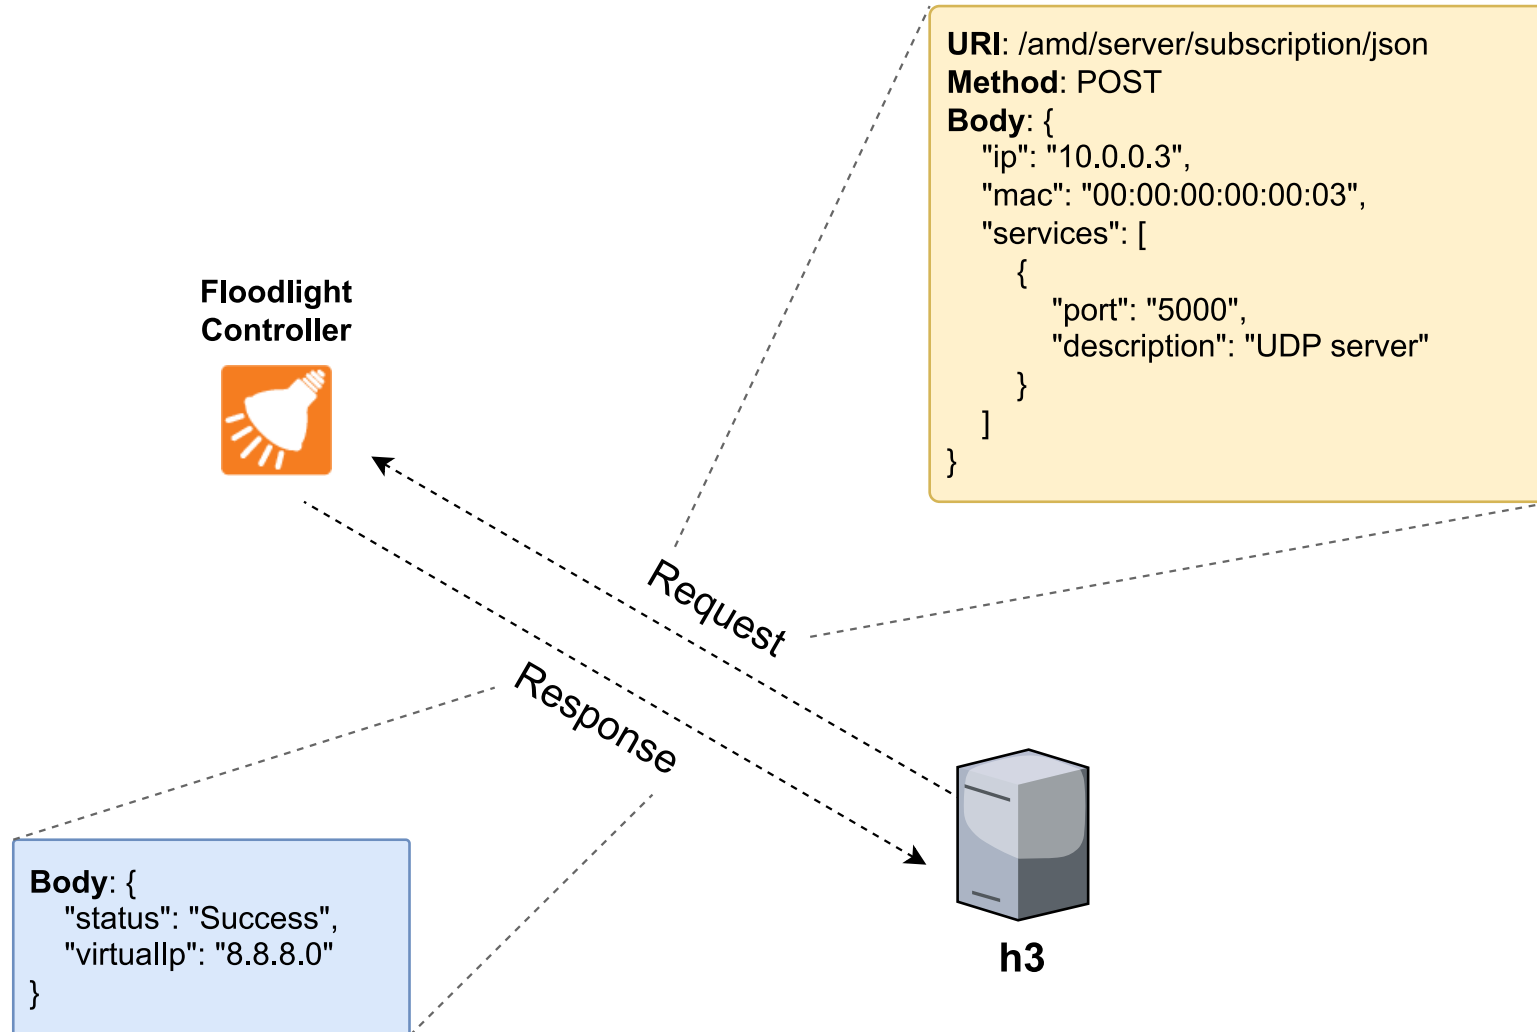 URI: /amd/server/subscription/json
Method: POST
Body: {
"ip": "10.0.0.3",
"mac": "00:00:00:00:00:03",
"services": [
{
"port": "5000",
"description": "UDP server"
}
]
}
Floodlight
Controller
Request
Response
Body: {
"status": "Success",
"virtualIp": "8.8.8.0"
}
h3